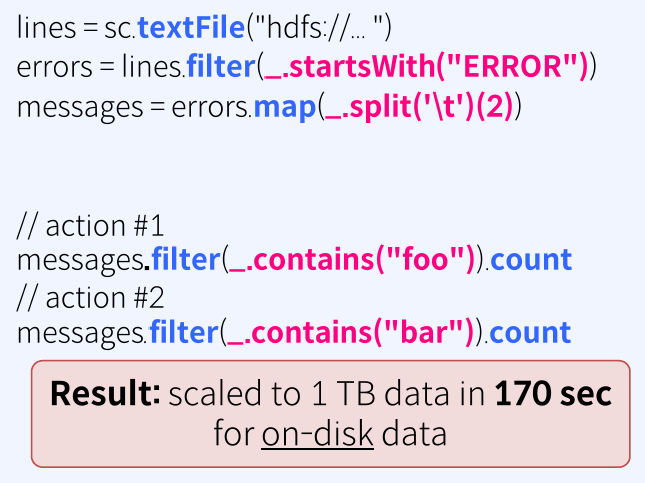 lines = sc.textFile("hdfs://... ")
errors = lines.filter(_.startsWith("ERROR"))
messages = errors.map(_.split('\t')(2))
// action #1
messages.filter(_.contains("foo")).count
// action #2
messages.filter(_.contains("bar")).count
Result: scaled to 1 TB data in 170 sec
for on-disk data